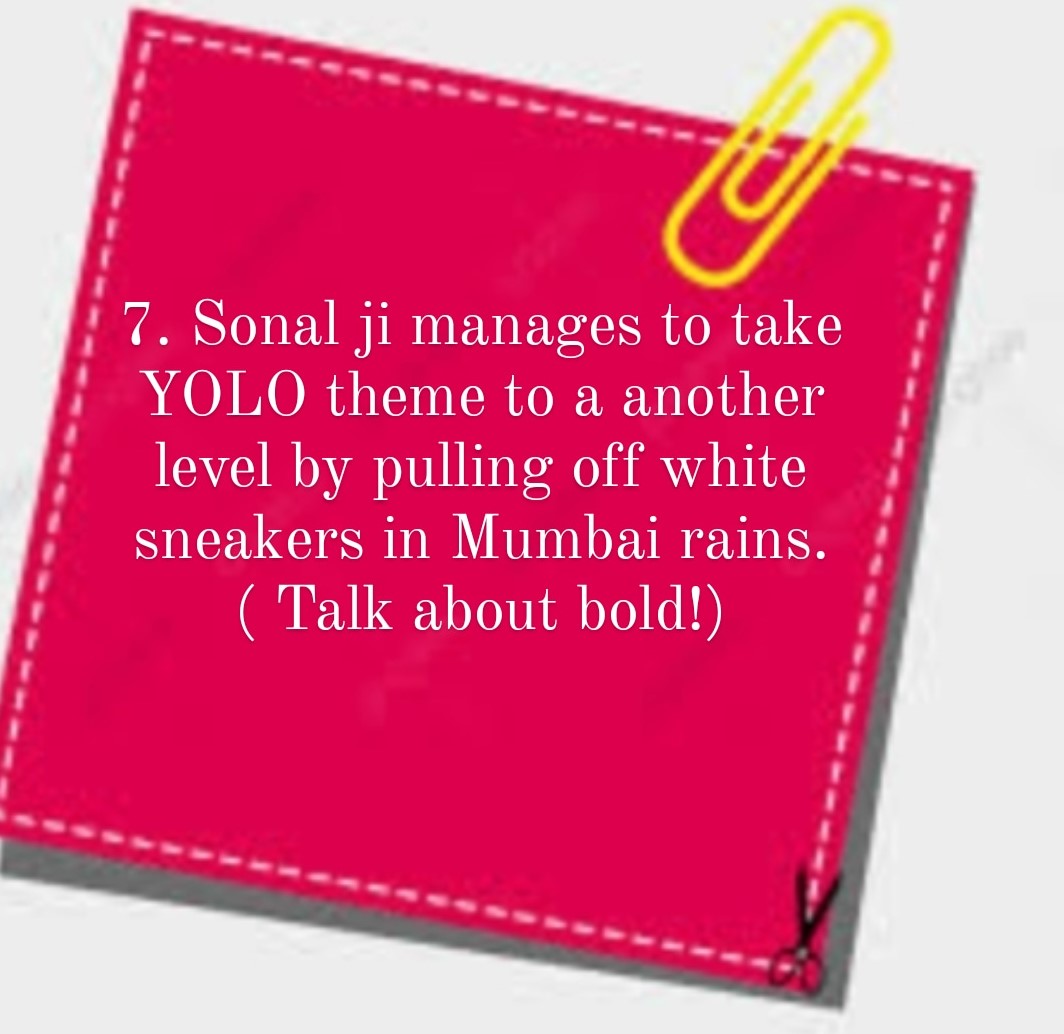 7. Sonal ji manages to take
YOLO theme to a another
level by pulling off white
sneakers in Mumbai rains.
( Talk about bold!)